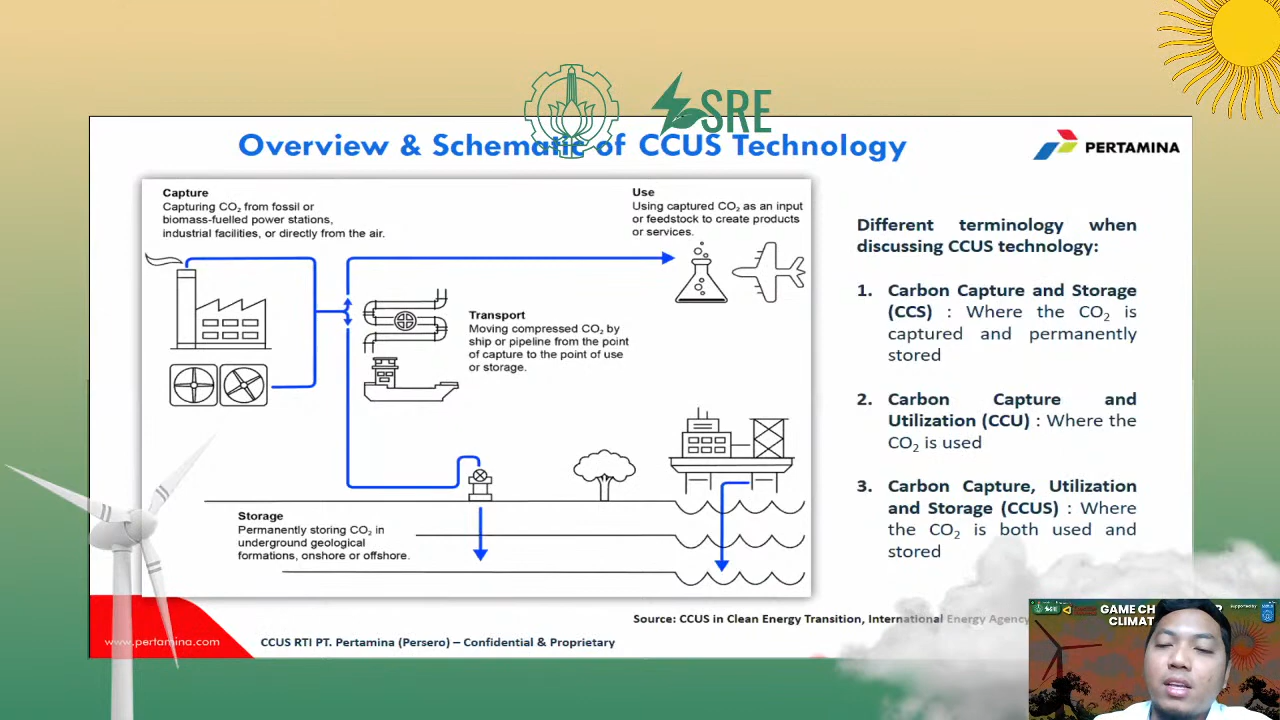 SRE
Overview & Schematic of CCUS Technology
PERTAMINA
Capture
Capturing CO₂ from fossil or
biomass-fuelled power stations,
industrial facilities, or directly from the air.
Use
Using captured CO₂ as an input
or feedstock to create products
or services.
Transport
Moving compressed CO₂ by
ship or pipeline from the point
of capture to the point of use
or storage.
Storage
Permanently storing CO₂ in
underground geological
formations, onshore or offshore.
Different terminology when
discussing CCUS technology:
1. Carbon Capture and Storage
(CCS) : Where the CO₂ is
captured and permanently
stored
2. Carbon Capture and
Utilization (CCU) : Where the
CO₂ is used
3. Carbon Capture, Utilization
and Storage (CCUS) : Where
the CO₂ is both used and
stored
Source: CCUS in Clean Energy Transition, International Energy Agency
www.pertamina.com
CCUS RTI PT. Pertamina (Persero) – Confidential & Proprietary
GAME CH
CLIMAT
supported by